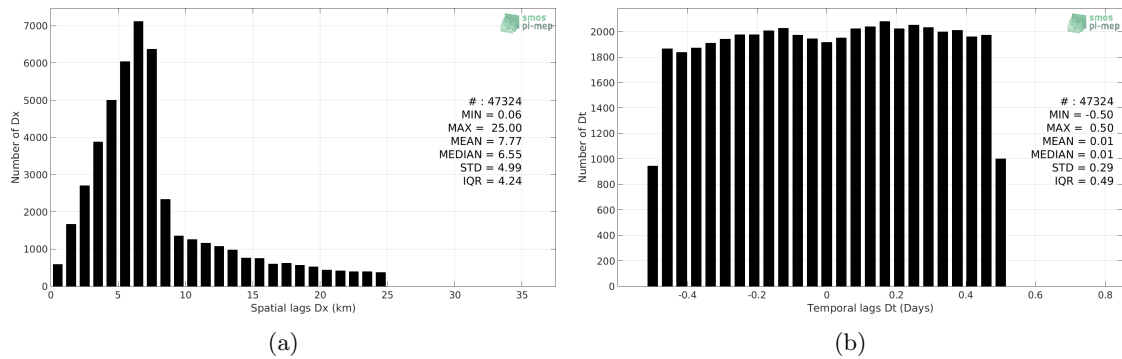 7000
6000
5000
4000
3000
2000
1000
0
Number of Dx
0 5 10 15 20 25 30 35
Spatial lags Dx (km)
smos
pi-mep
# : 47324
MIN = 0.06
MAX = 25.00
MEAN = 7.77
MEDIAN = 6.55
STD = 4.99
IQR = 4.24
(a)
2000
1800
1600
1400
1200
1000
800
600
400
200
0
Number of Dt
-0.4 -0.2 0 0.2 0.4 0.6 0.8
Temporal lags Dt (Days)
smos
pi-mep
# : 47324
MIN = -0.50
MAX = 0.50
MEAN = 0.01
MEDIAN = 0.01
STD = 0.29
IQR = 0.49
(b)